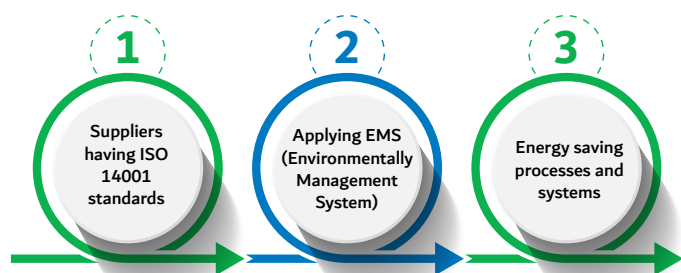 1
Suppliers
having ISO
14001
standards
2
Applying EMS
(Environmentally
Management
System)
3
Energy saving
processes and
systems